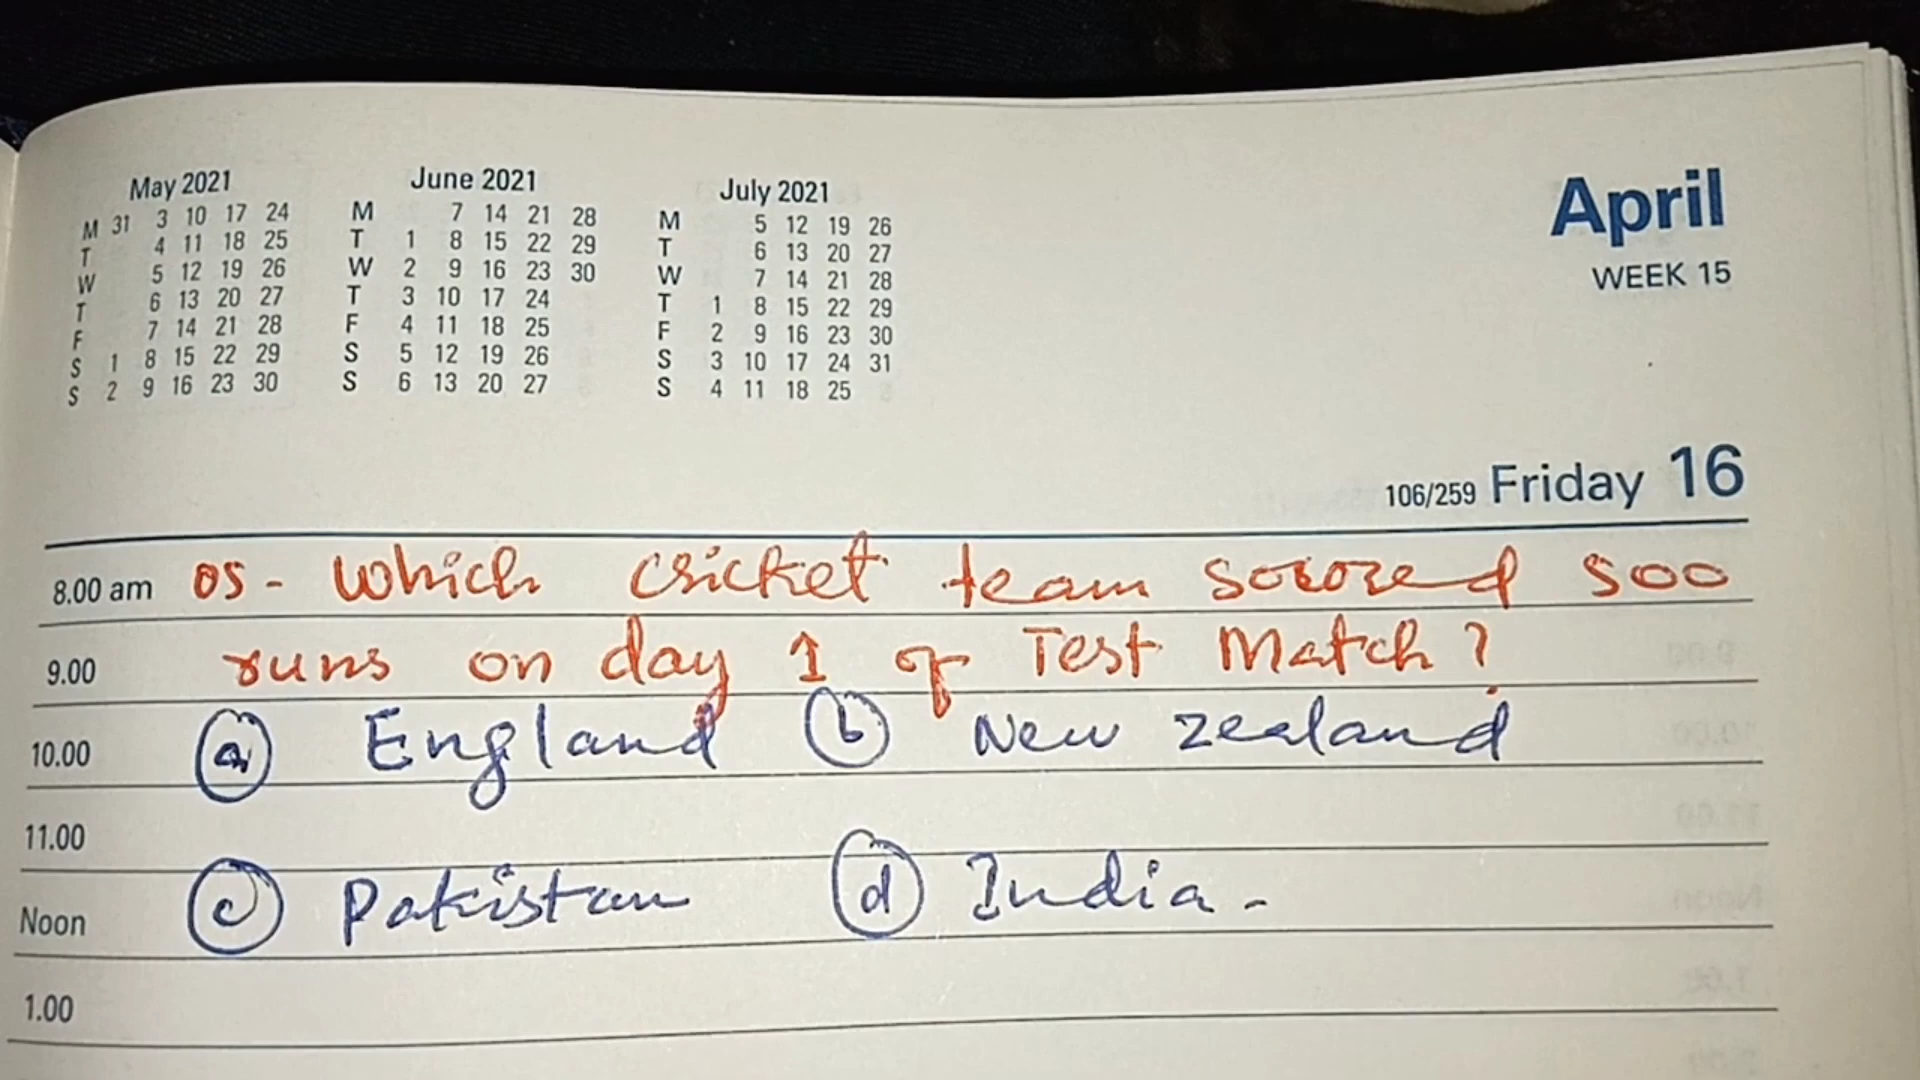 May 2021
M 31 3 10 17 24
T 4 11 18 25
W 5 12 19 26
T 6 13 20 27
F 7 14 21 28
S 1 8 15 22 29
S 2 9 16 23 30
June 2021
M 7 14 21 28
T 1 8 15 22 29
W 2 9 16 23 30
T 3 10 17 24
F 4 11 18 25
S 5 12 19 26
S 6 13 20 27
July 2021
M 5 12 19 26
T 6 13 20 27
W 7 14 21 28
T 1 8 15 22 29
F 2 9 16 23 30
S 3 10 17 24 31
S 4 11 18 25
April
WEEK 15
106/259 Friday 16
8.00 am 05 - Which cricket team scored 500
9.00 runs on day 1 of Test Match?
10.00 (a) England (b) New zealand
11.00
Noon (c) Pakistan (d) India -
1.00